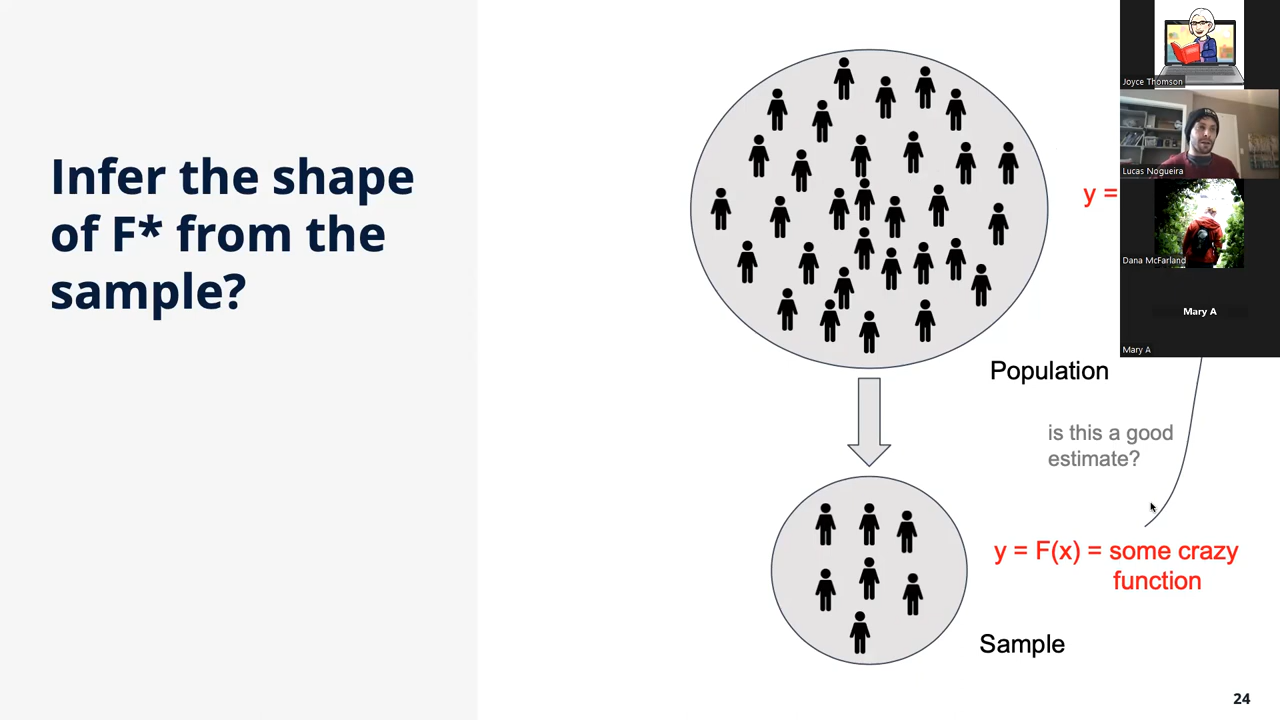 Infer the shape
of F* from the
sample?
y =
Population
is this a good
estimate?
y = F(x) = some crazy
function
Sample
24
Joyce Thomson
Lucas Nogueira
Dana McFarland
Mary A
Mary A